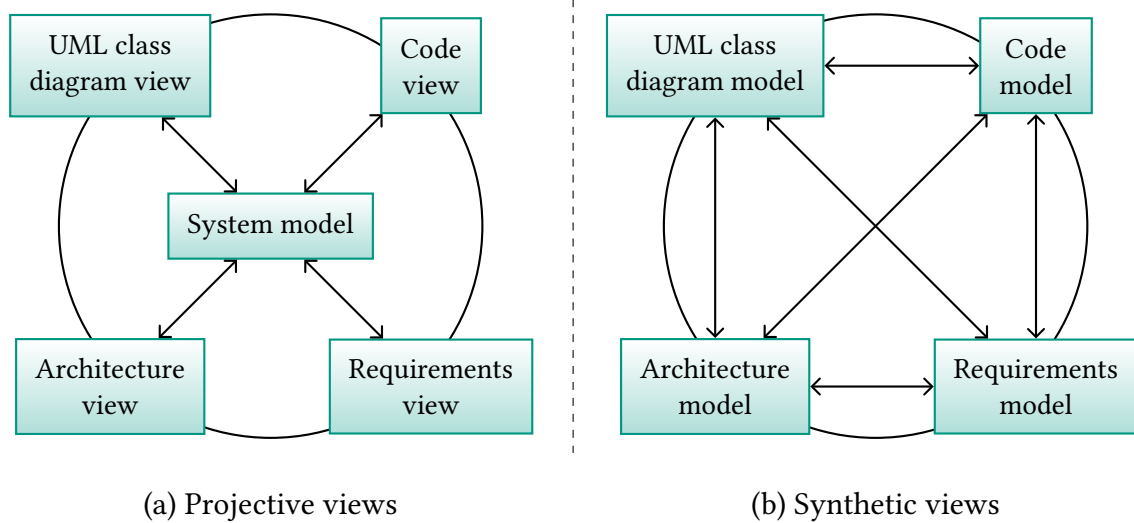 UML class
diagram view
Code
view
System model
Architecture
view
Requirements
view
(a) Projective views
UML class
diagram model
Code
model
Architecture
model
Requirements
model
(b) Synthetic views